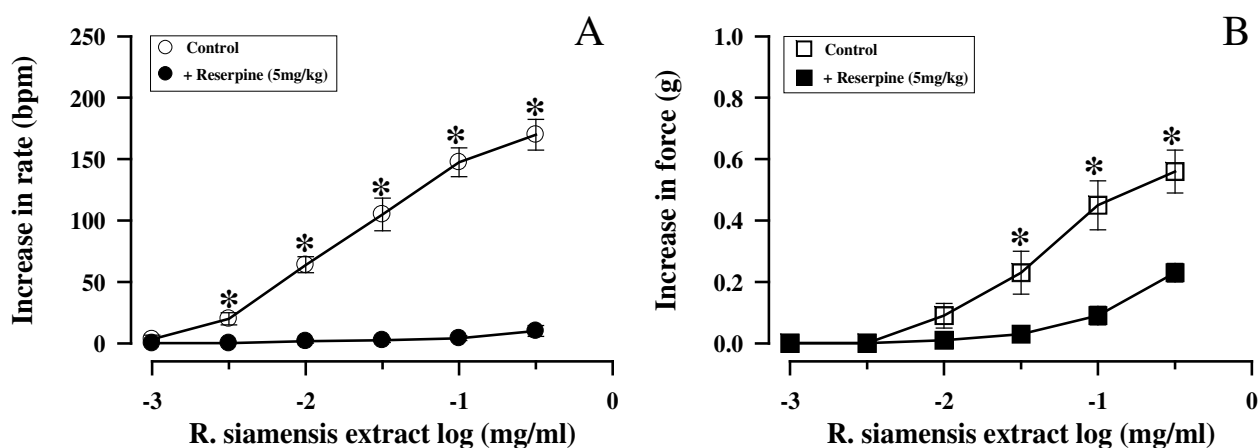 A
250
200
150
100
50
0
Increase in rate (bpm)
Control
+ Reserpine (5mg/kg)
*
*
*
*
*
-3
-2
-1
0
R. siamensis extract log (mg/ml)
B
1.0
0.8
0.6
0.4
0.2
0.0
Increase in force (g)
Control
+ Reserpine (5mg/kg)
*
*
*
-3
-2
-1
0
R. siamensis extract log (mg/ml)